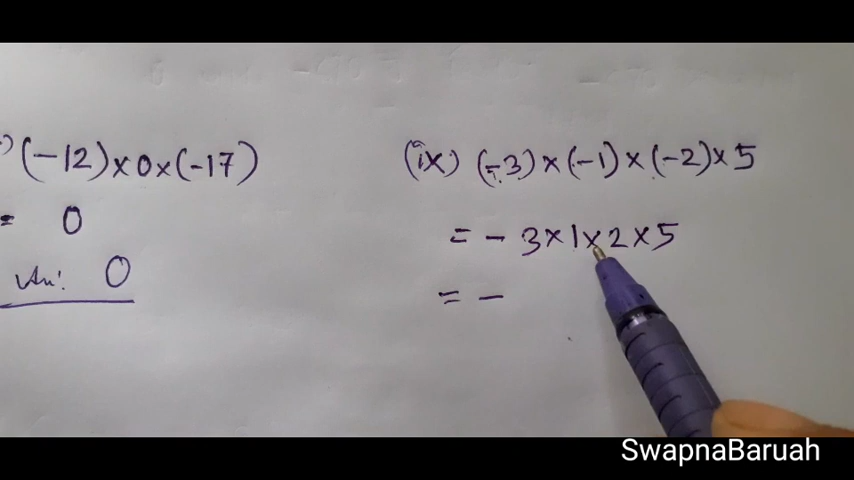 (-12)×0×(-17)
= 0
Ans: 0
(ix) (-3)×(-1)×(-2)×5
= - 3×1×2×5
= -
SwapnaBaruah